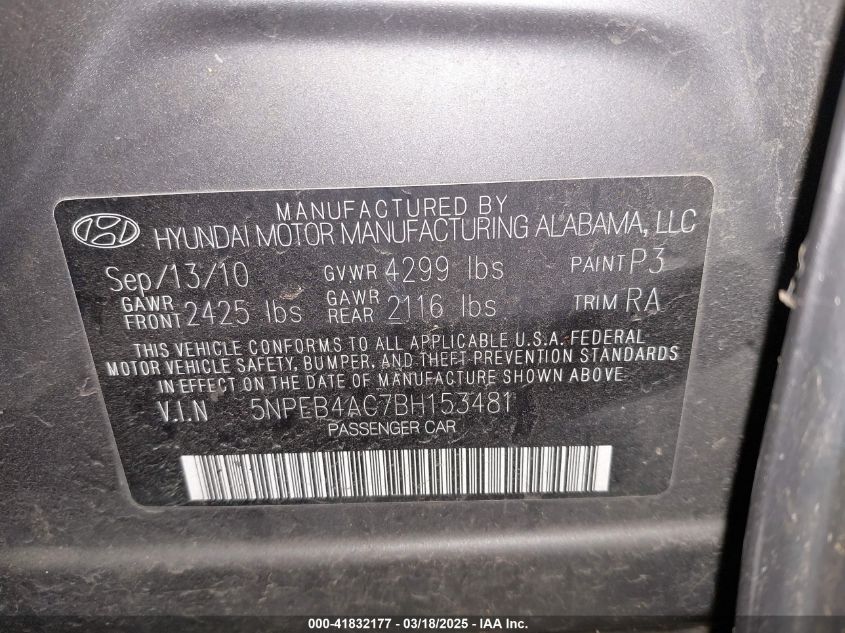 MANUFACTURED BY
HYUNDAI MOTOR MANUFACTURING ALABAMA, LLC
Sep/13/10 GVWR 4299 lbs PAINT P3
GAWR FRONT 2425 lbs GAWR REAR 2116 lbs TRIM RA
THIS VEHICLE CONFORMS TO ALL APPLICABLE U.S.A. FEDERAL
MOTOR VEHICLE SAFETY, BUMPER, AND THEFT PREVENTION STANDARDS
IN EFFECT ON THE DATE OF MANUFACTURE SHOWN ABOVE.
V.I.N 5NPEB4AC7BH153481
PASSENGER CAR
000-41832177 - 03/18/2025 - IAA Inc.